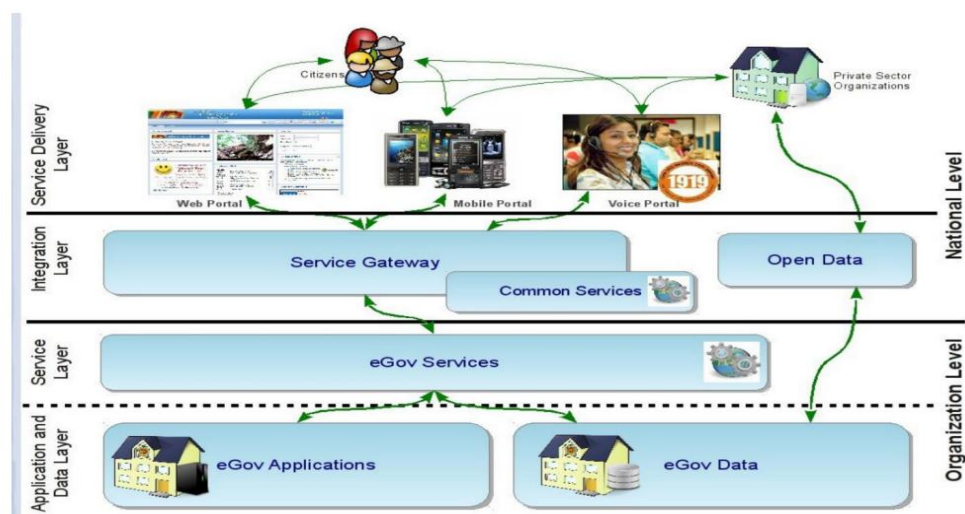 Citizens
Private Sector
Organizations
Service Delivery
Layer
1919
Web Portal
Mobile Portal
Voice Portal
National Level
Integration
Layer
Service Gateway
Common Services
Open Data
Service
Layer
eGov Services
Organization Level
Application and
Data Layer
eGov Applications
eGov Data